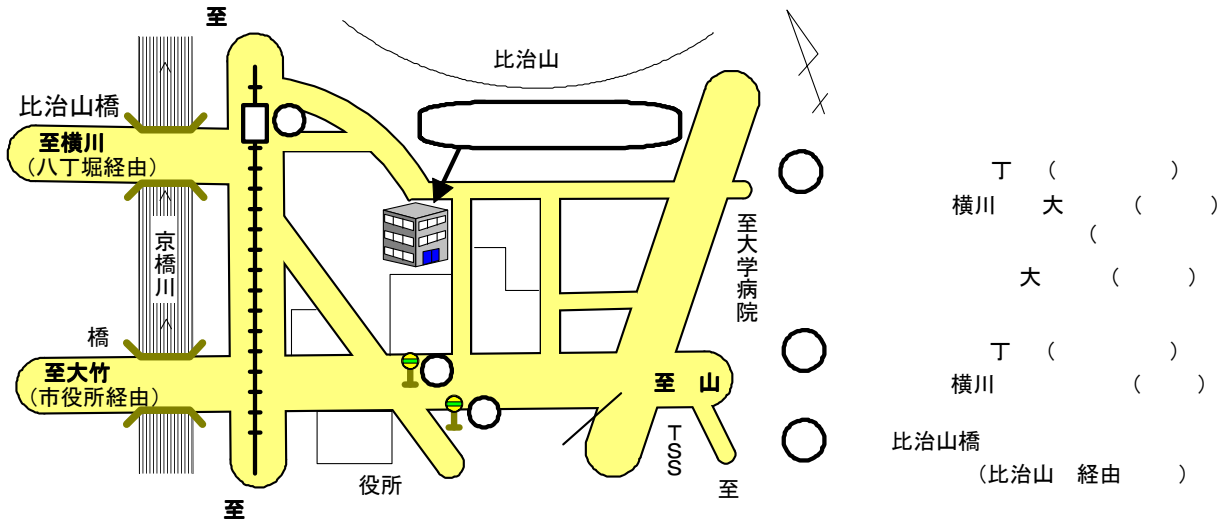 至
比治山
比治山橋
至横川
(八丁堀経由)
京橋川
至大学病院
橋
至大竹
(市役所経由)
至 山
TSS
役所
至
至
丁 ( )
横川 大 ( )
(
大 ( )
丁 ( )
横川 ( )
比治山橋
(比治山 経由 )